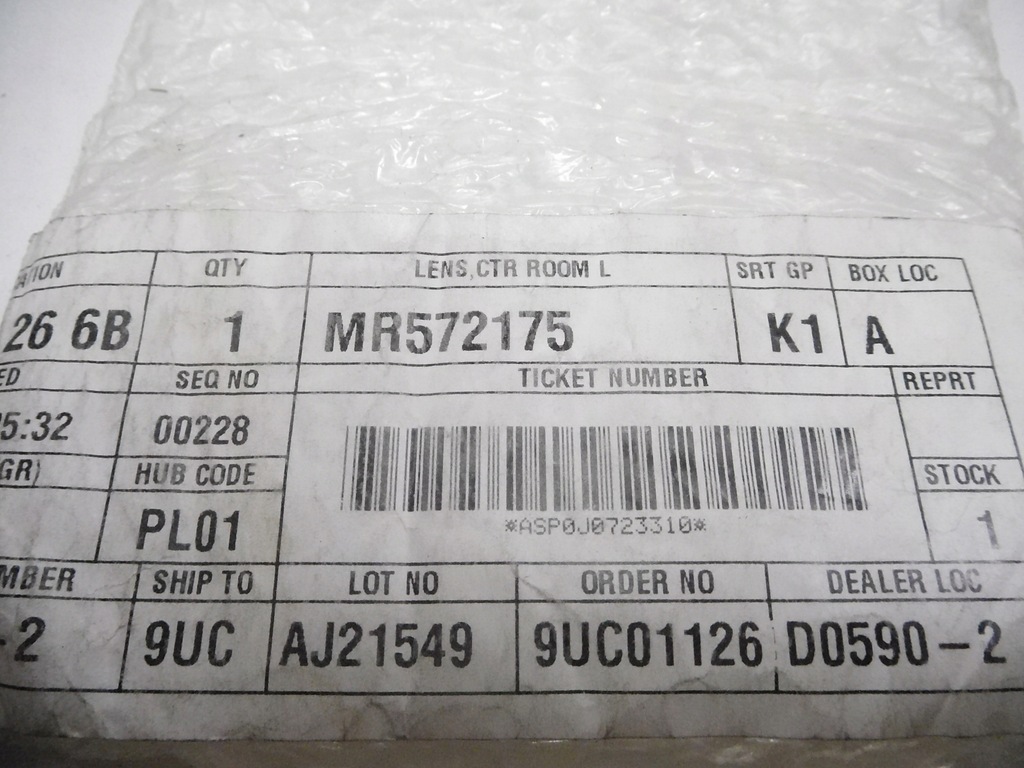 QTY LENS,CTR ROOM L SRT GP BOX LOC
26 6B 1 MR572175 K1 A
SEQ NO TICKET NUMBER REPRT
5:32 00228
GR) HUB CODE STOCK
PL01 *ASP0J0723310* 1
MBER SHIP TO LOT NO ORDER NO DEALER LOC
-2 9UC AJ21549 9UC01126 D0590-2